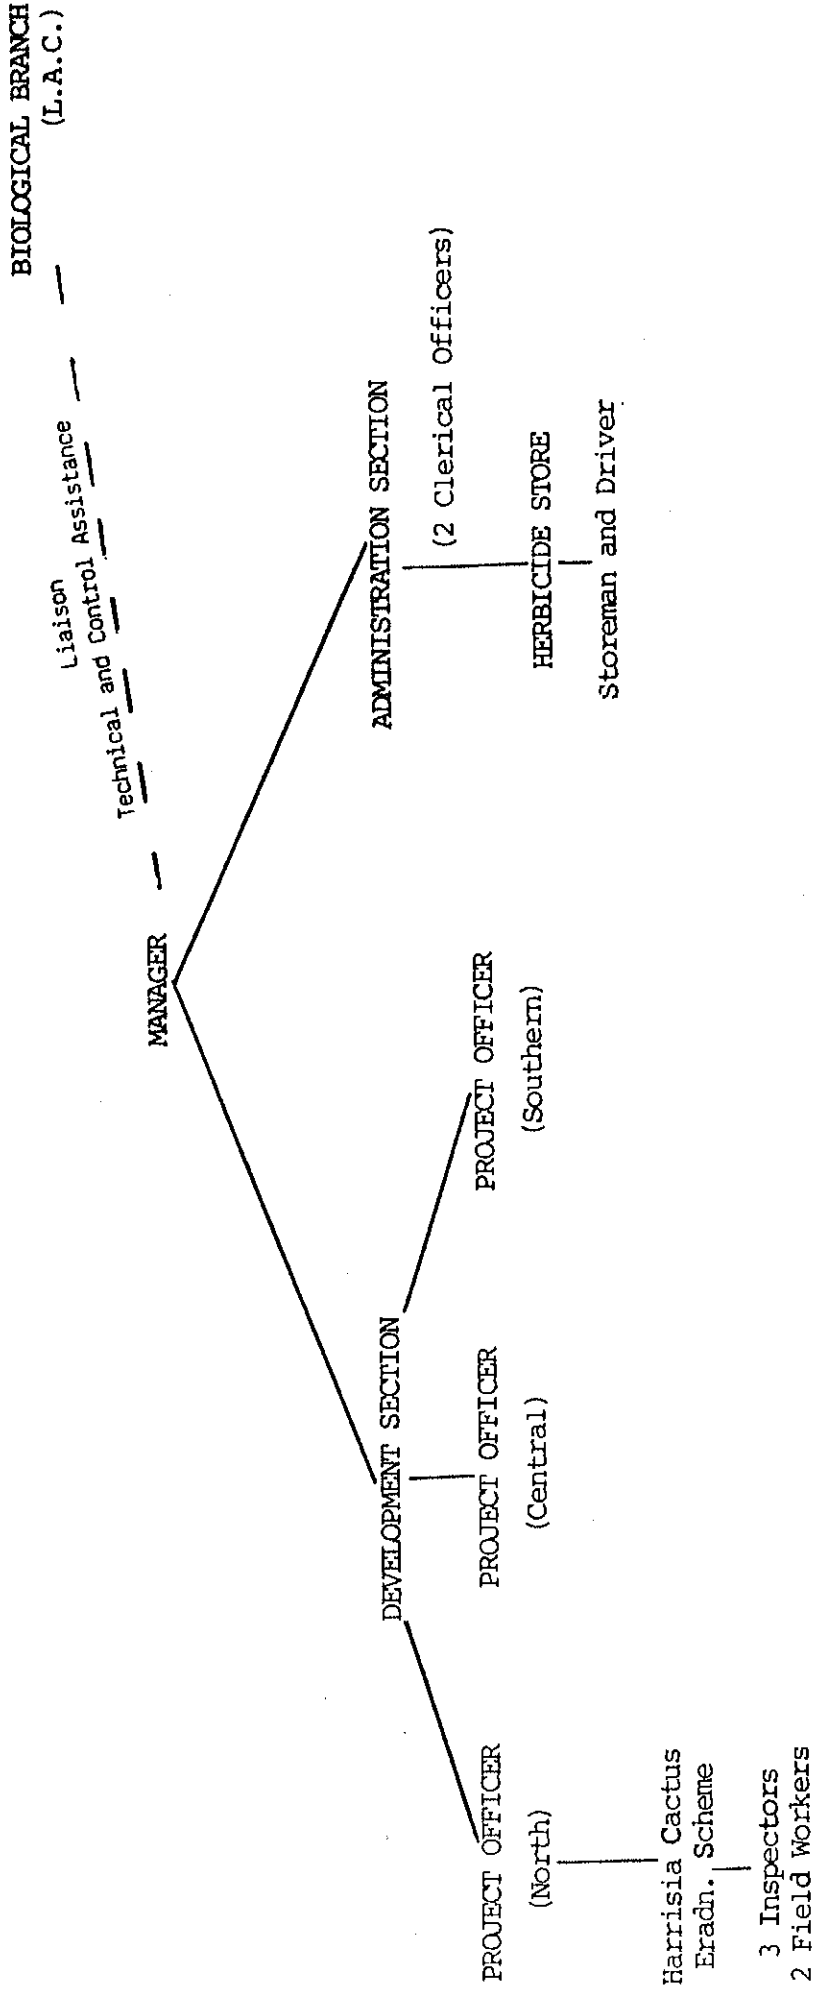 BIOLOGICAL BRANCH
(L.A.C.)
Liaison
Technical and Control Assistance
MANAGER
DEVELOPMENT SECTION
ADMINISTRATION SECTION
(2 Clerical Officers)
PROJECT OFFICER
(North)
PROJECT OFFICER
(Central)
PROJECT OFFICER
(Southern)
HERBICIDE STORE
Storeman and Driver
Harrisia Cactus
Eradn. Scheme
3 Inspectors
2 Field Workers